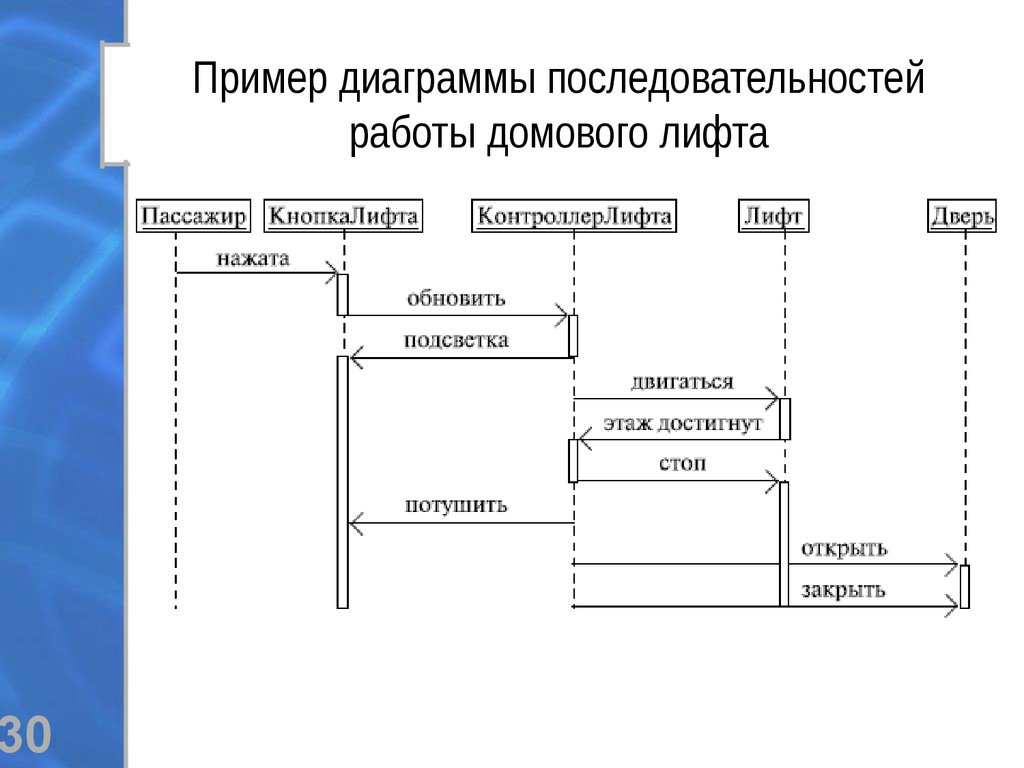 Пример диаграммы последовательностей
работы домового лифта
Пассажир КнопкаЛифта КонтроллерЛифта Лифт Дверь
нажата
обновить
подсветка
двигаться
этаж достигнут
стоп
потушить
открыть
закрыть
30